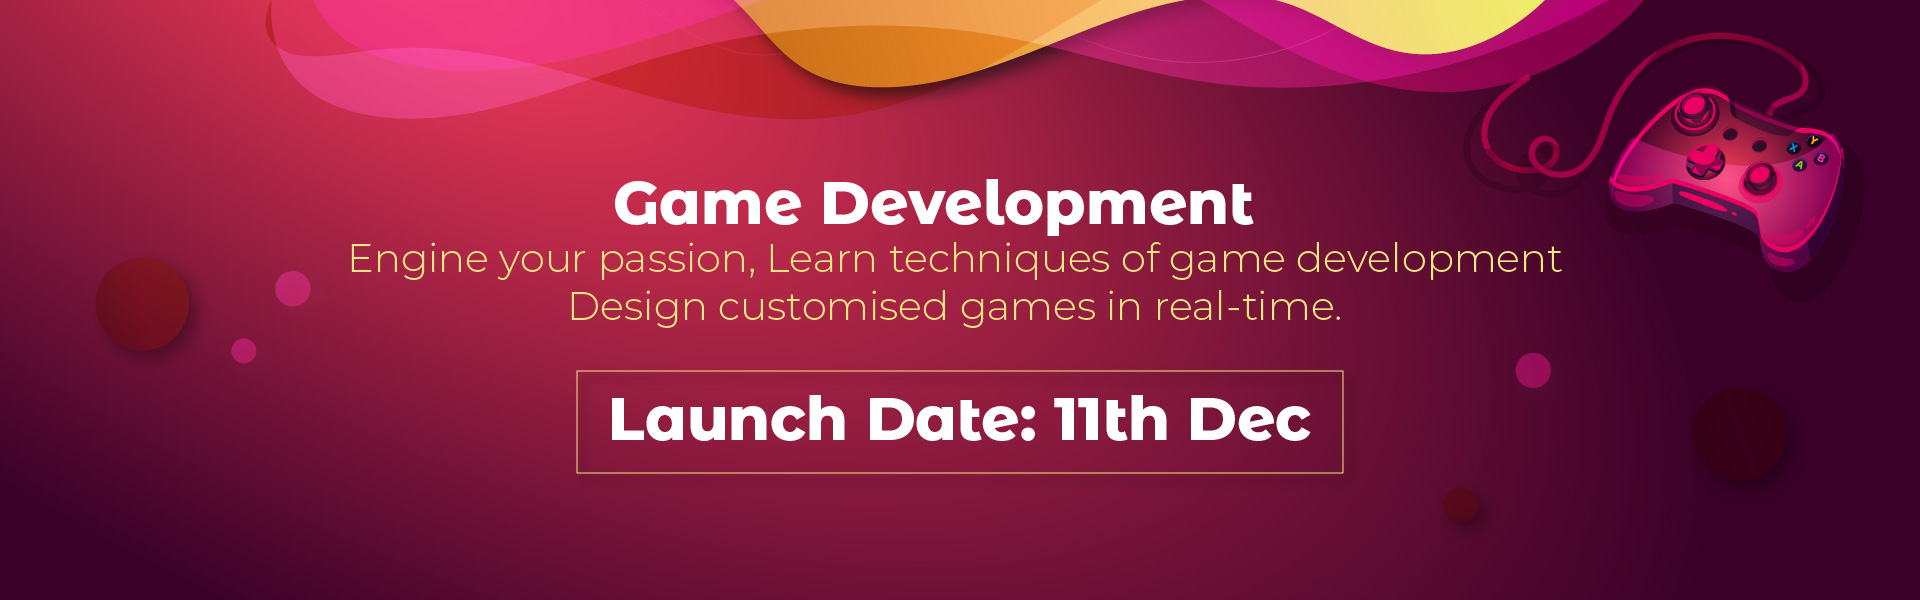 Game Development
Engine your passion, Learn techniques of game development
Design customised games in real-time.
Launch Date: 11th Dec
Y
X
B
A